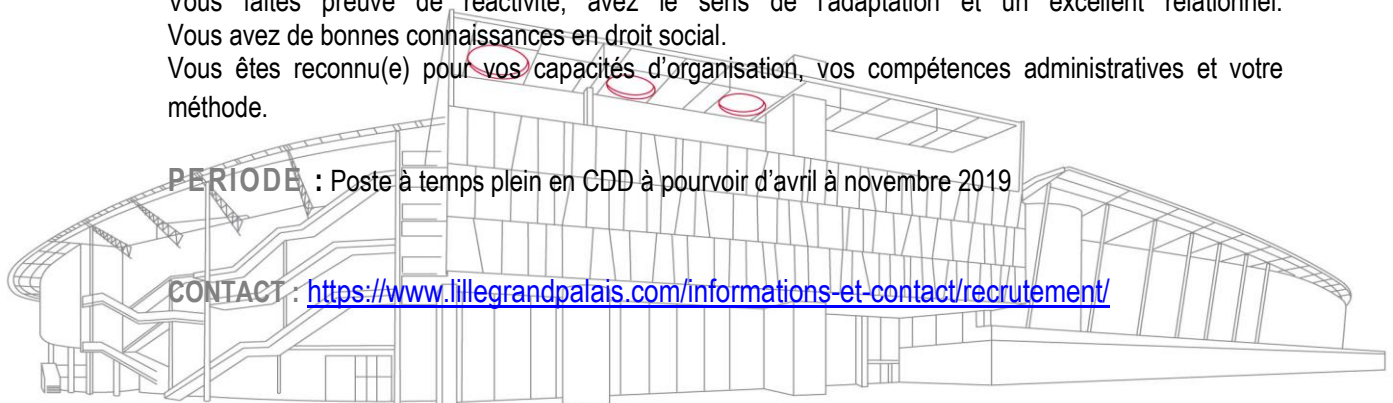 Vous faites preuve de réactivité, avez le sens de l'adaptation et un excellent relationnel.
Vous avez de bonnes connaissances en droit social.
Vous êtes reconnu(e) pour vos capacités d'organisation, vos compétences administratives et votre
méthode.
PERIODE : Poste à temps plein en CDD à pourvoir d'avril à novembre 2019
CONTACT : https://www.lillegrandpalais.com/informations-et-contact/recrutement/